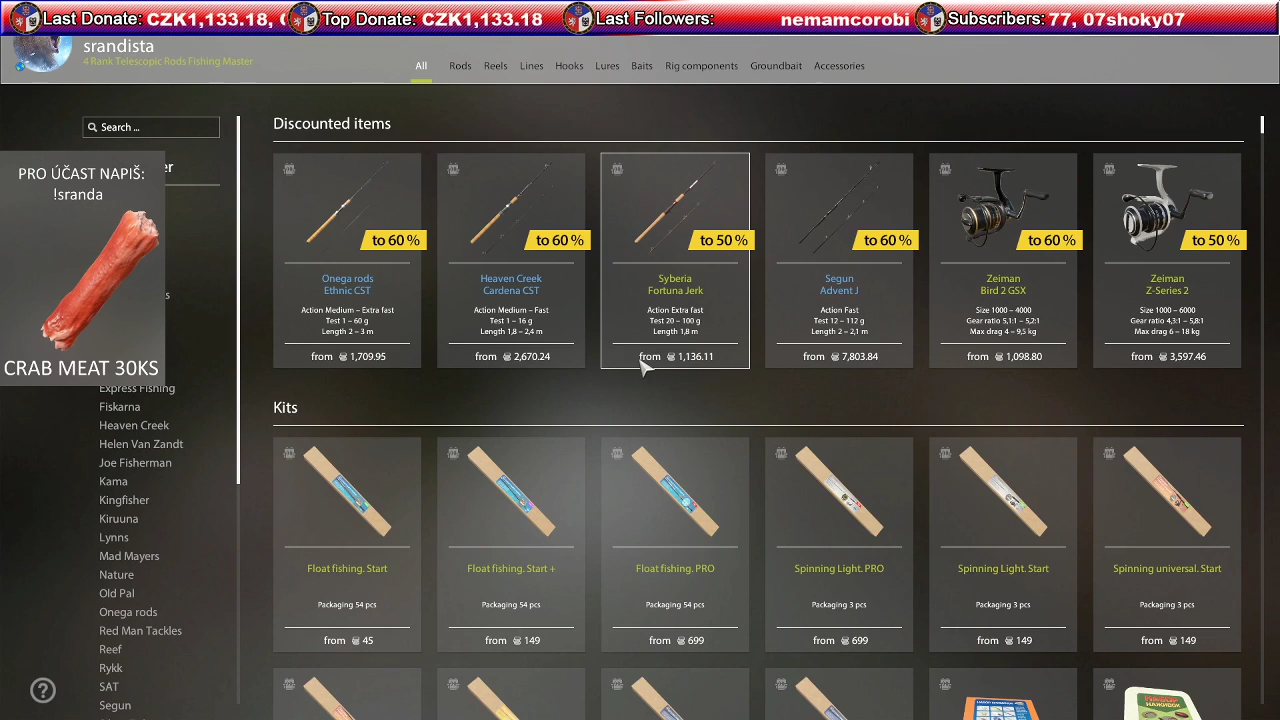 Last Donate: CZK1,133.18, Top Donate: CZK1,133.18 Last Followers: nemamcorobi Subscribers: 77, 07shoky07
srandista
4 Rank Telescopic Rods Fishing Master
All Rods Reels Lines Hooks Lures Baits Rig components Groundbait Accessories
Search ...
PRO ÚČAST NAPIŠ:
!sranda
CRAB MEAT 30KS
Express Fishing
Fiskarna
Heaven Creek
Helen Van Zandt
Joe Fisherman
Kama
Kingfisher
Kiruuna
Lynns
Mad Mayers
Nature
Old Pal
Onega rods
Red Man Tackles
Reef
Rykk
SAT
Segun
Discounted items
to 60 % to 60 % to 50 % to 60 % to 60 % to 50 %
Onega rods Heaven Creek Syberia Segun Zeiman Zeiman
Ethnic CST Cardena CST Fortuna Jerk Advent J Bird 2 GSX Z-Series 2
Action Medium – Extra fast Action Medium – Fast Action Extra fast Action Fast Size 1000 – 4000 Size 1000 – 6000
Test 1 – 60 g Test 1 – 16 g Test 20 – 100 g Test 12 – 112 g Gear ratio 5,1:1 – 5,2:1 Gear ratio 4,3:1 – 5,8:1
Length 2 – 3 m Length 1,8 – 2,4 m Length 1,8 m Length 2 – 2,1 m Max drag 4 – 9,5 kg Max drag 6 – 18 kg
from 1,709.95 from 2,670.24 from 1,136.11 from 7,803.84 from 1,098.80 from 3,597.46
Kits
Float fishing. Start Float fishing. Start + Float fishing. PRO Spinning Light. PRO Spinning Light. Start Spinning universal. Start
Packaging 54 pcs Packaging 54 pcs Packaging 54 pcs Packaging 3 pcs Packaging 3 pcs Packaging 3 pcs
from 45 from 149 from 699 from 699 from 149 from 149